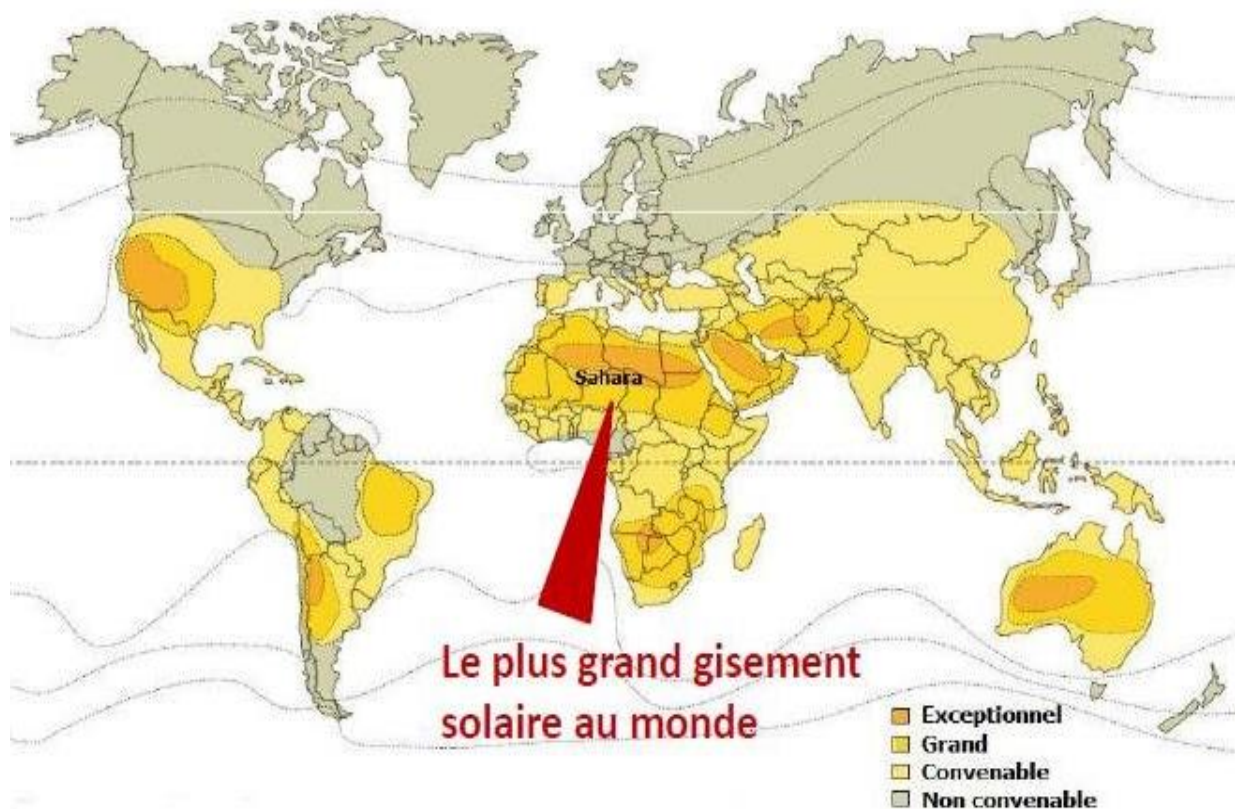 Sahara
Le plus grand gisement
solaire au monde
Exceptionnel
Grand
Convenable
Non convenable